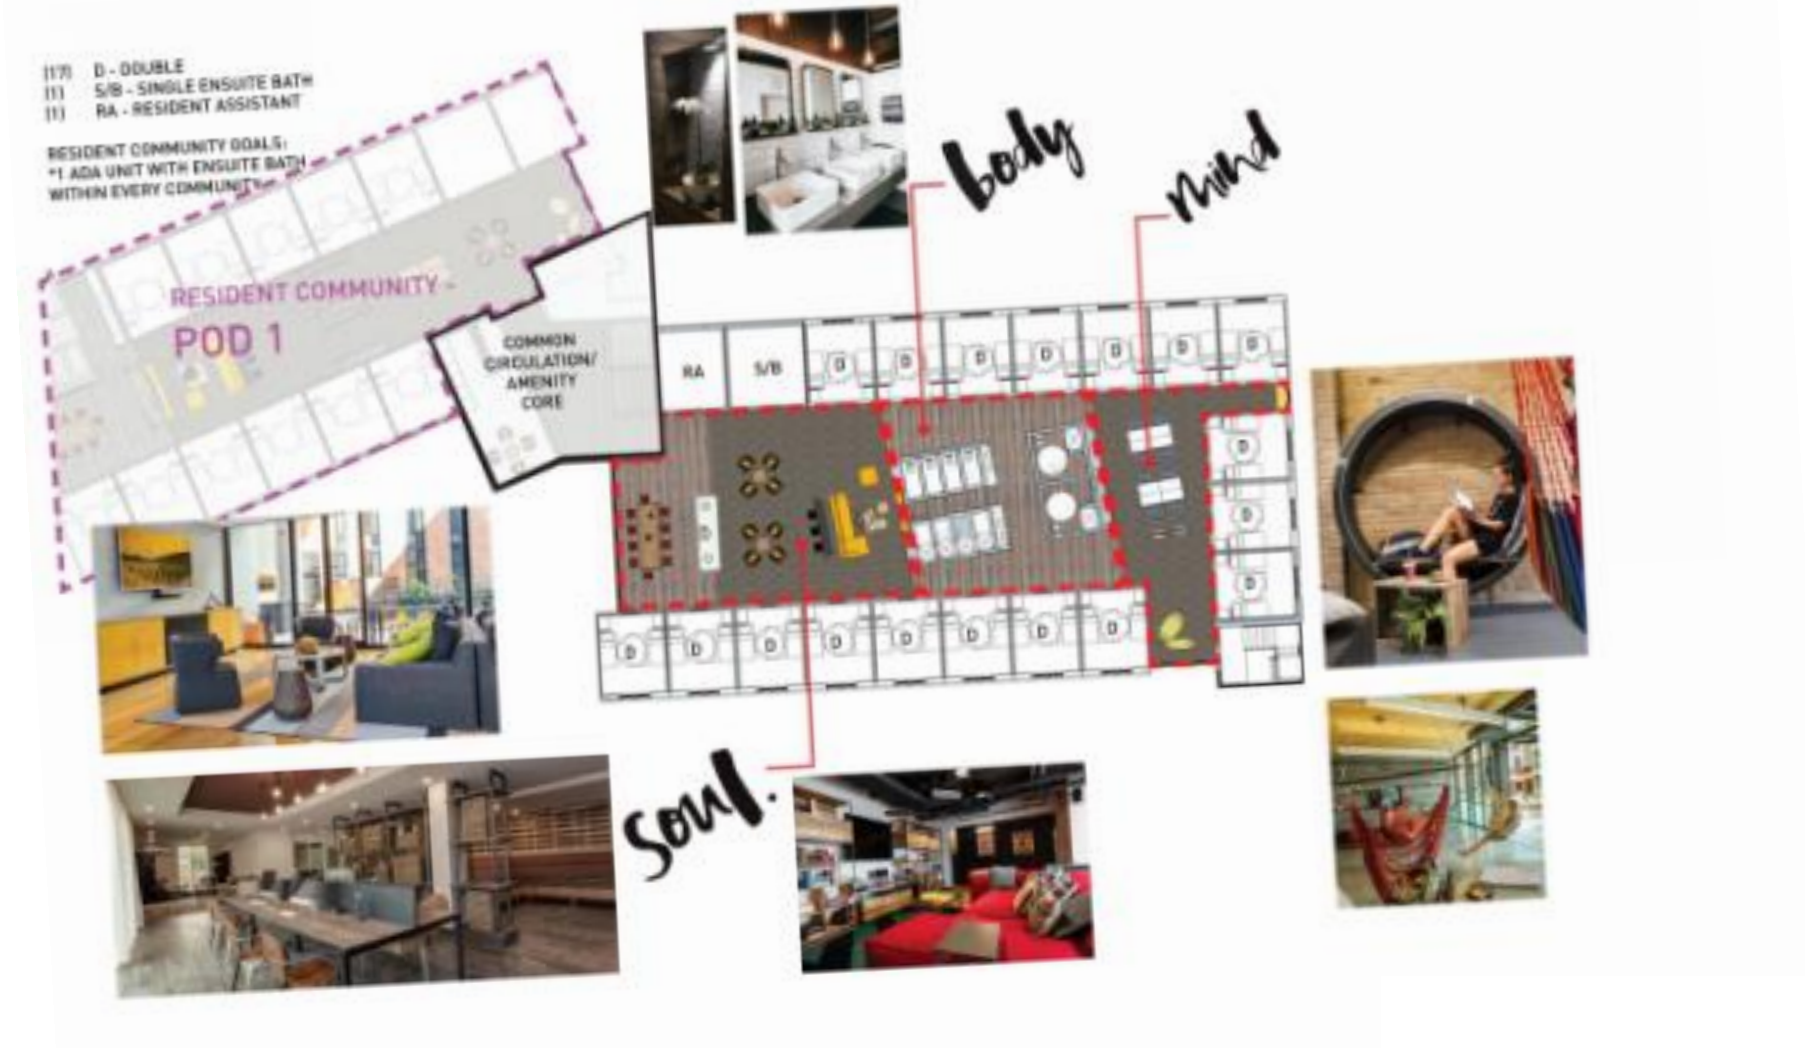 [17] D - DOUBLE
[1] S/B - SINGLE ENSUITE BATH
[1] RA - RESIDENT ASSISTANT
RESIDENT COMMUNITY GOALS:
*1 ADA UNIT WITH ENSUITE BATH
WITHIN EVERY COMMUNITY
RESIDENT COMMUNITY -
POD 1
COMMON
CIRCULATION/
AMENITY
CORE
body
mind
RA S/B D D D D D D D
D
D
D
D D D D D D D D
soul.